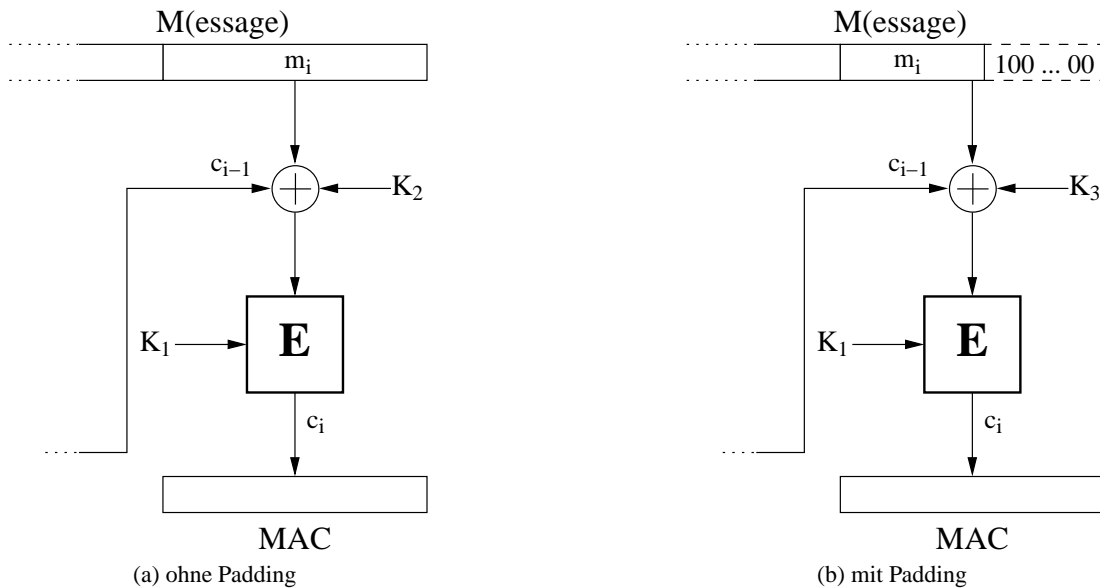 M(essage)
m_i
c_{i–1}
K_2
K_1
E
c_i
MAC
(a) ohne Padding
M(essage)
m_i
100 ... 00
c_{i–1}
K_3
K_1
E
c_i
MAC
(b) mit Padding